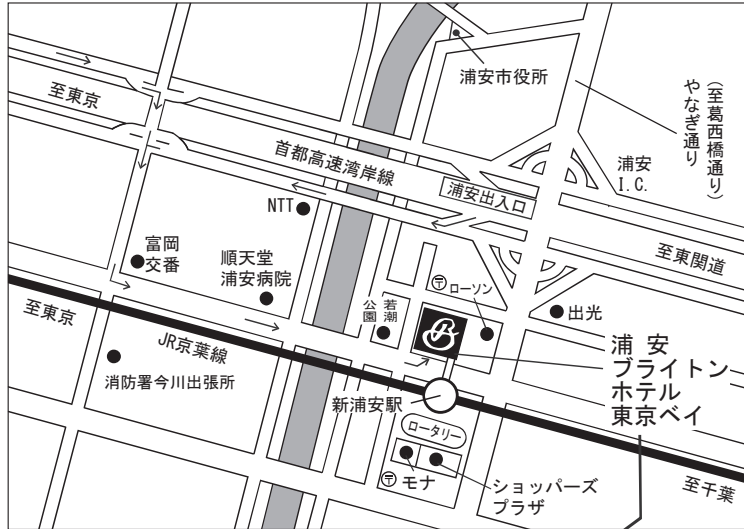 浦安市役所
(至葛西橋通り)
やなぎ通り
至東京
首都高速湾岸線
浦安出入口
浦安
I.C.
至東関道
NTT
富岡
交番
順天堂
浦安病院
若潮
公園
〒
ローソン
出光
至東京
JR京葉線
消防署今川出張所
新浦安駅
浦安
ブライトン
ホテル
東京ベイ
B
ロータリー
〒
モナ
ショッパーズ
プラザ
至千葉